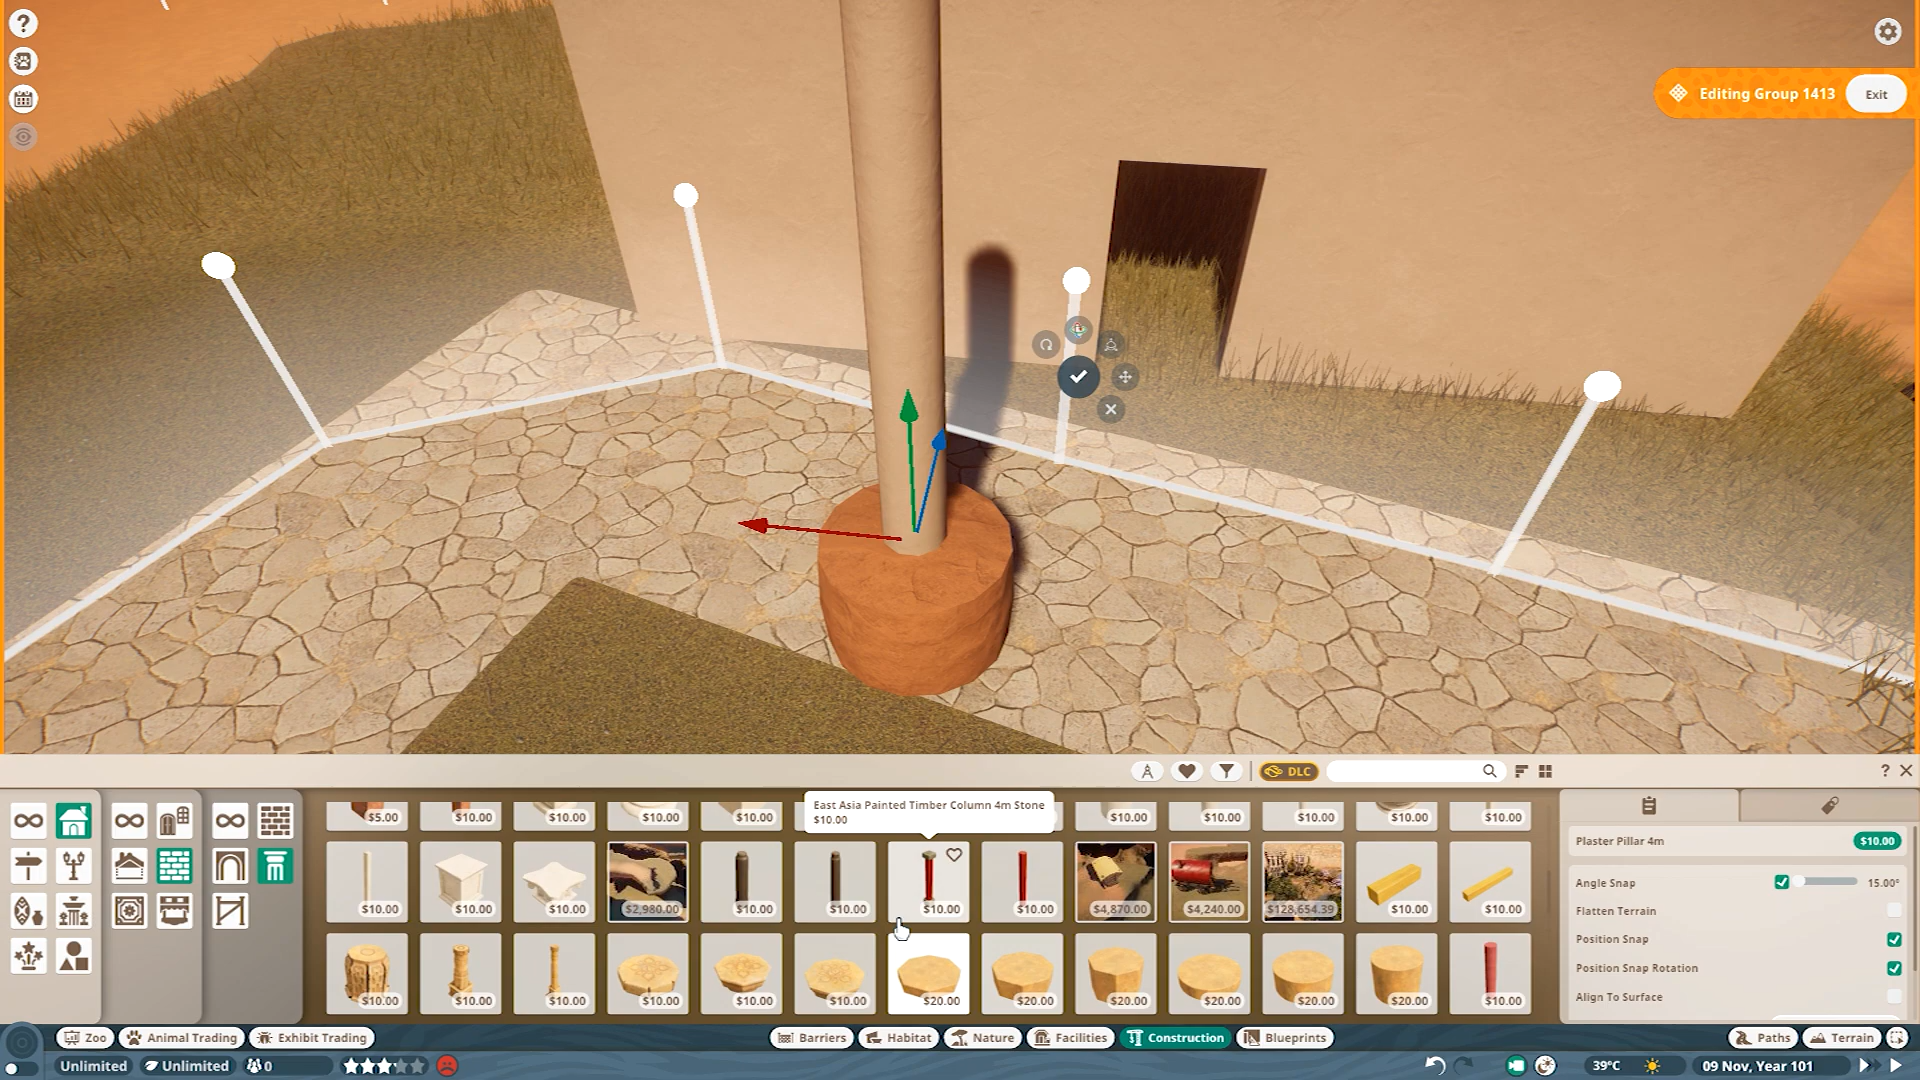 ?
Editing Group 1413 Exit
DLC
?
East Asia Painted Timber Column 4m Stone
$10.00
$5.00 $10.00 $10.00 $10.00 $10.00 $10.00 $10.00 $10.00 $10.00 $10.00
$10.00 $10.00 $10.00 $2,980.00 $10.00 $10.00 $10.00 $10.00 $4,870.00 $4,240.00 $128,654.39 $10.00 $10.00
$10.00 $10.00 $10.00 $10.00 $10.00 $10.00 $20.00 $20.00 $20.00 $20.00 $20.00 $20.00 $10.00
Plaster Pillar 4m $10.00
Angle Snap 15.00°
Flatten Terrain
Position Snap
Position Snap Rotation
Align To Surface
Zoo Animal Trading Exhibit Trading Barriers Habitat Nature Facilities Construction Blueprints Paths Terrain
Unlimited Unlimited 0 39°C 09 Nov, Year 101